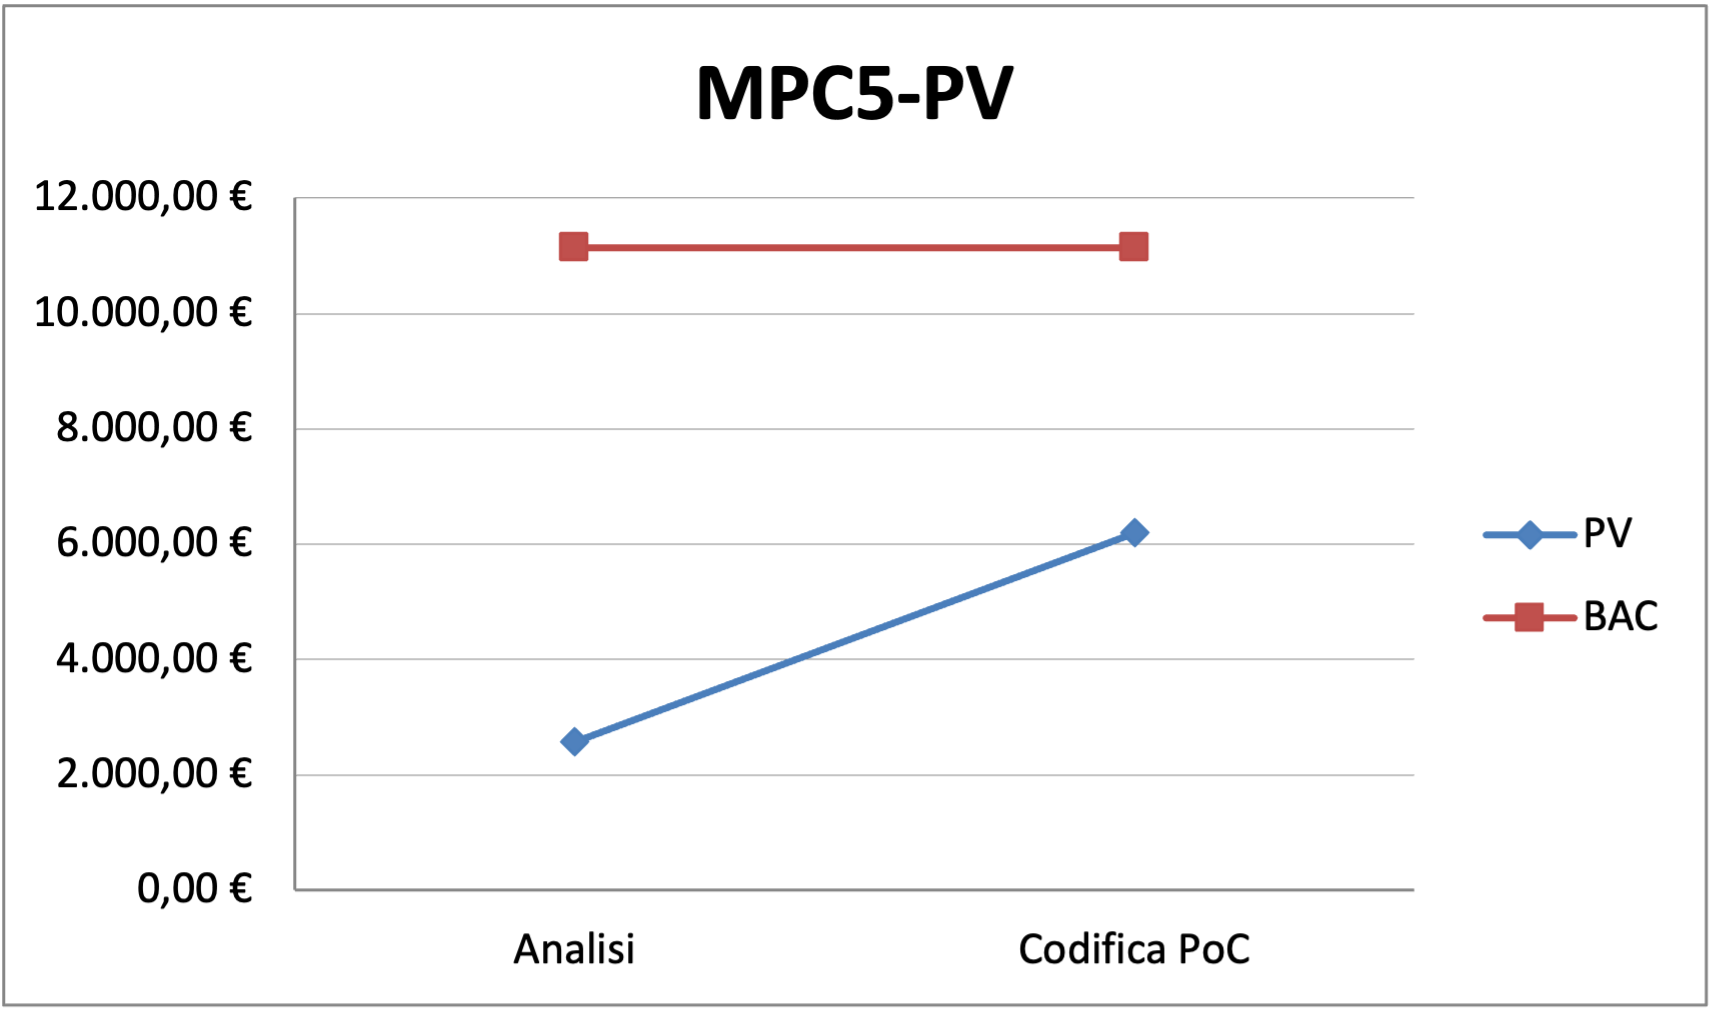 MPC5-PV
12.000,00 €
10.000,00 €
8.000,00 €
6.000,00 €
4.000,00 €
2.000,00 €
0,00 €
Analisi
Codifica PoC
PV
BAC